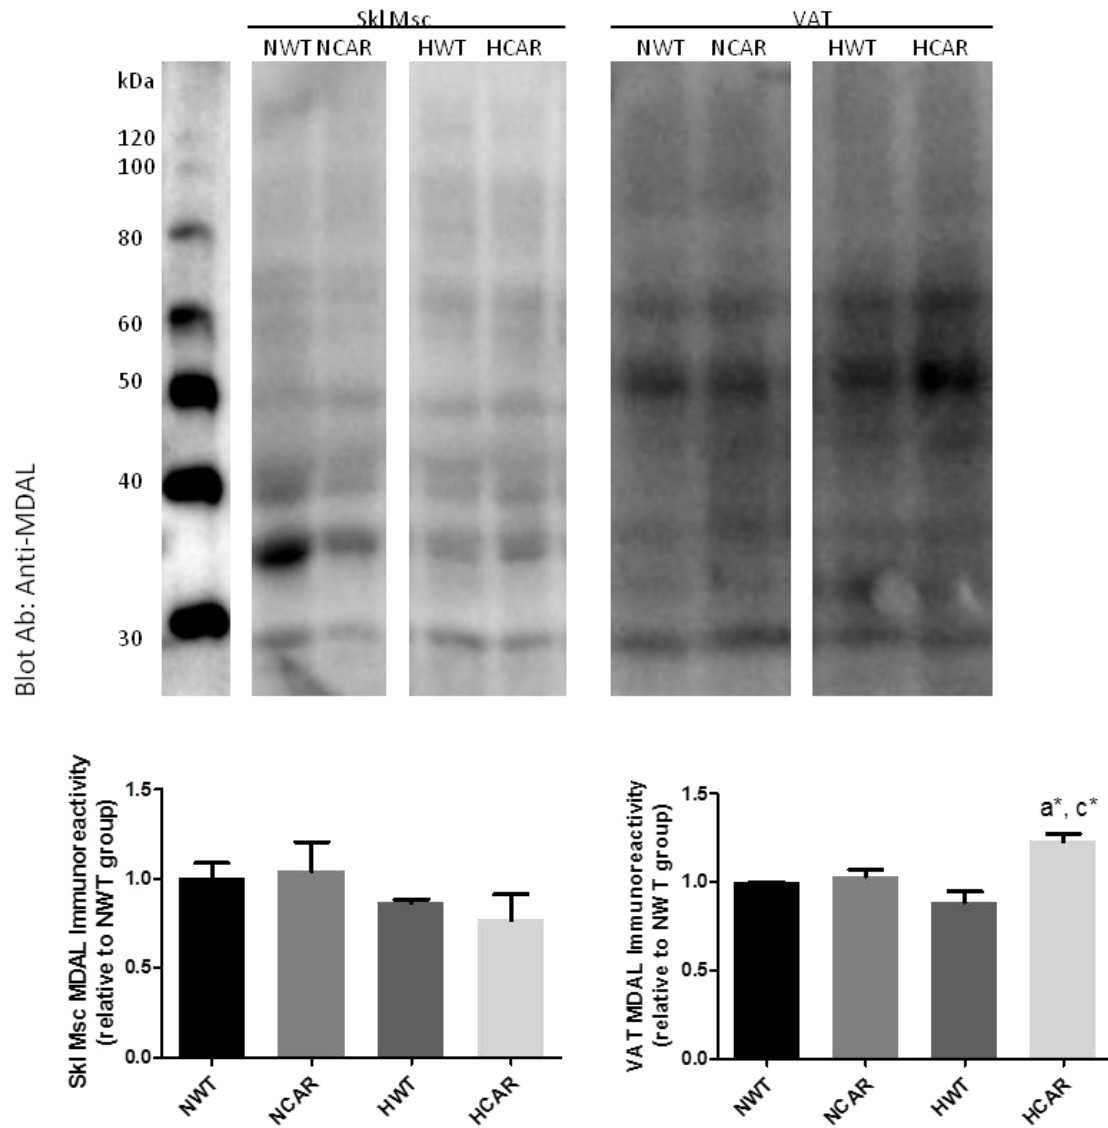 Skl Msc
VAT
NWT NCAR
HWT HCAR
NWT NCAR
HWT HCAR
kDa
120
100
80
60
50
40
30
Blot Ab: Anti-MDAL
Skl Msc MDAL Immunoreactivity
(relative to NWT group)
1.5
1.0
0.5
0.0
NWT
NCAR
HWT
HCAR
VAT MDAL Immunoreactivity
(relative to NWT group)
1.5
1.0
0.5
0.0
a*, c*
NWT
NCAR
HWT
HCAR